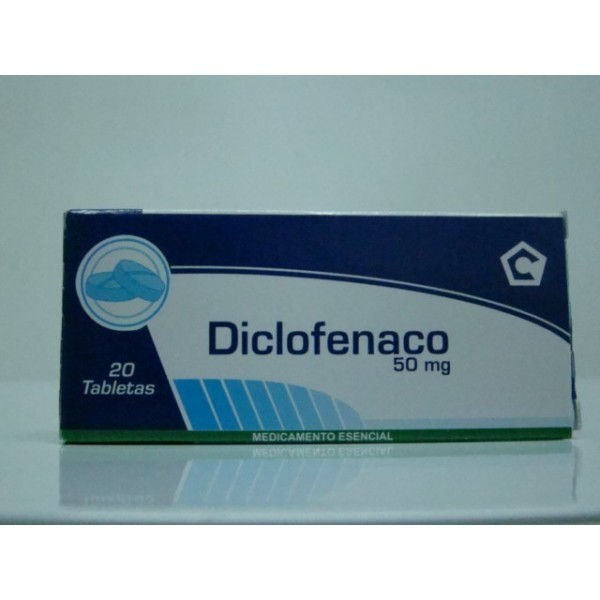 Diclofenaco
50 mg
20
Tabletas
MEDICAMENTO ESENCIAL